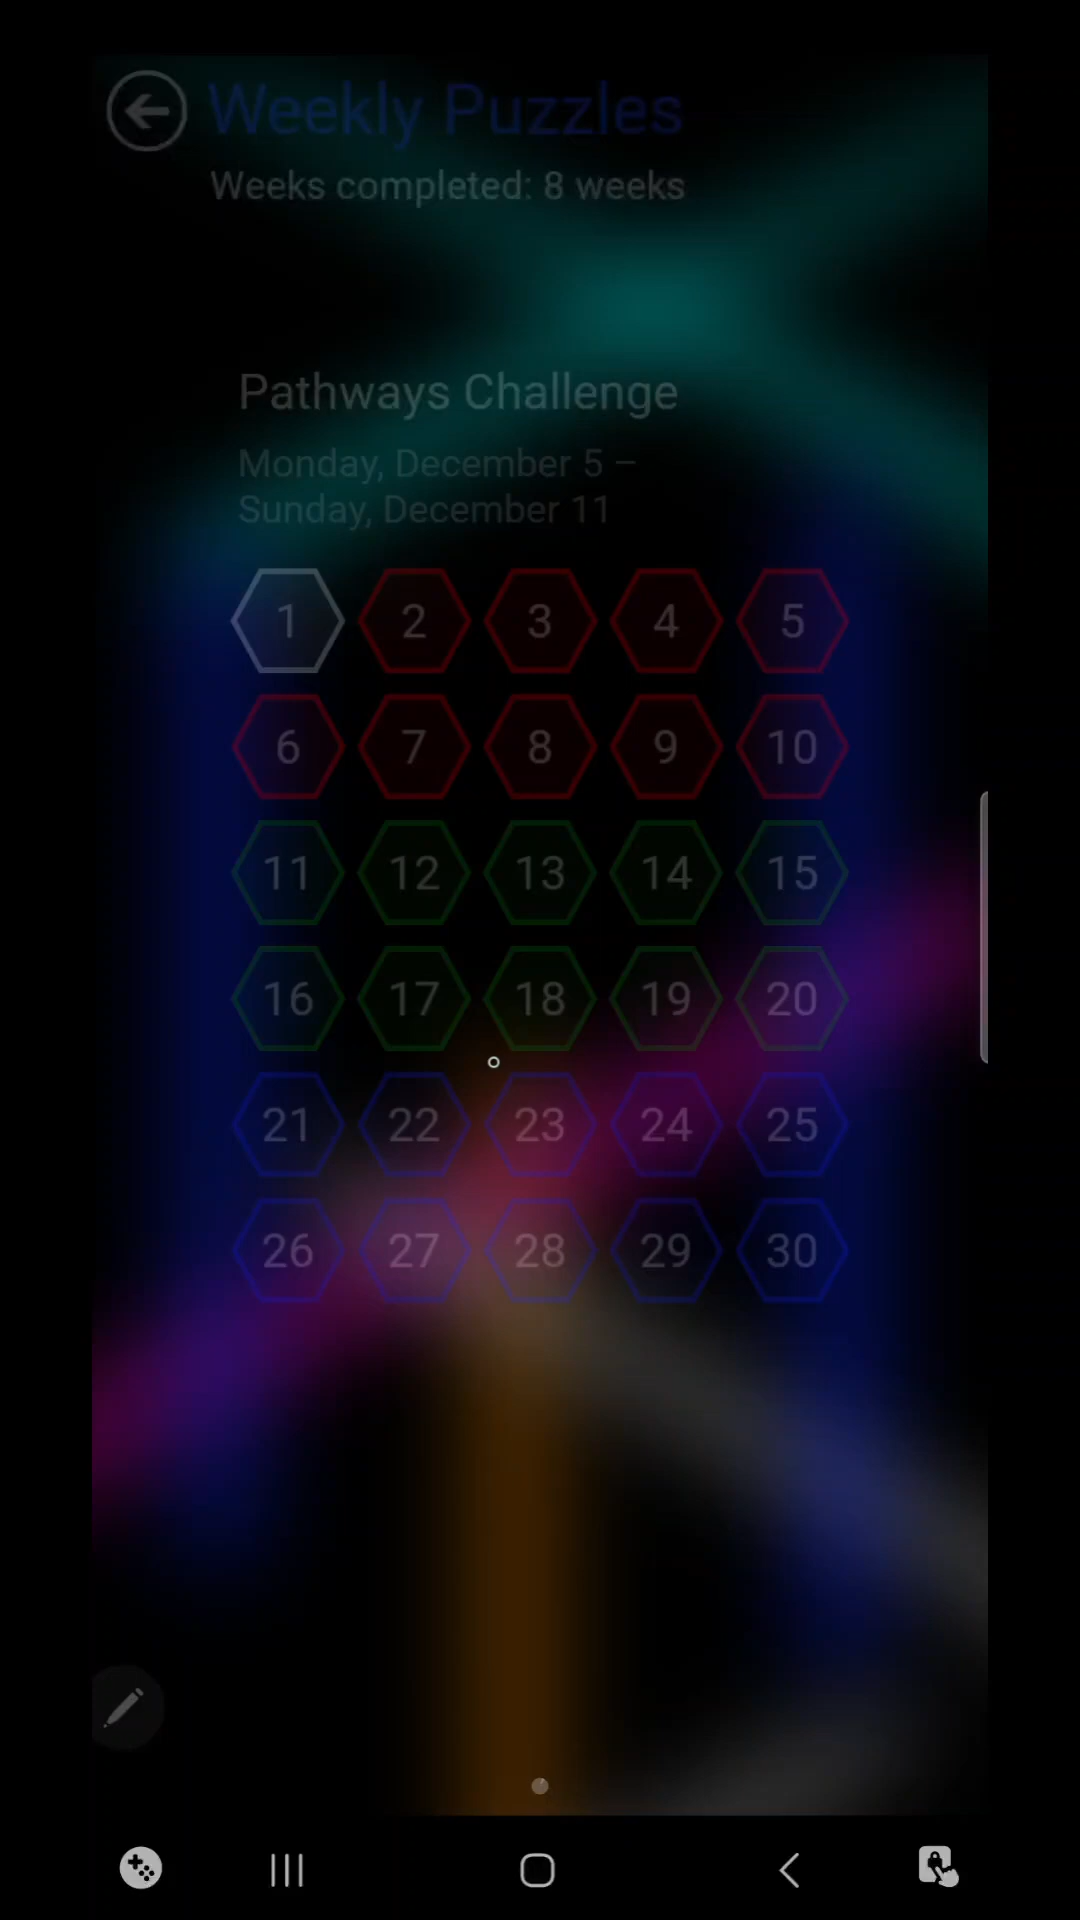 Weekly Puzzles
Weeks completed: 8 weeks
Pathways Challenge
Monday, December 5 –
Sunday, December 11
1 2 3 4 5
6 7 8 9 10
11 12 13 14 15
16 17 18 19 20
21 22 23 24 25
26 27 28 29 30